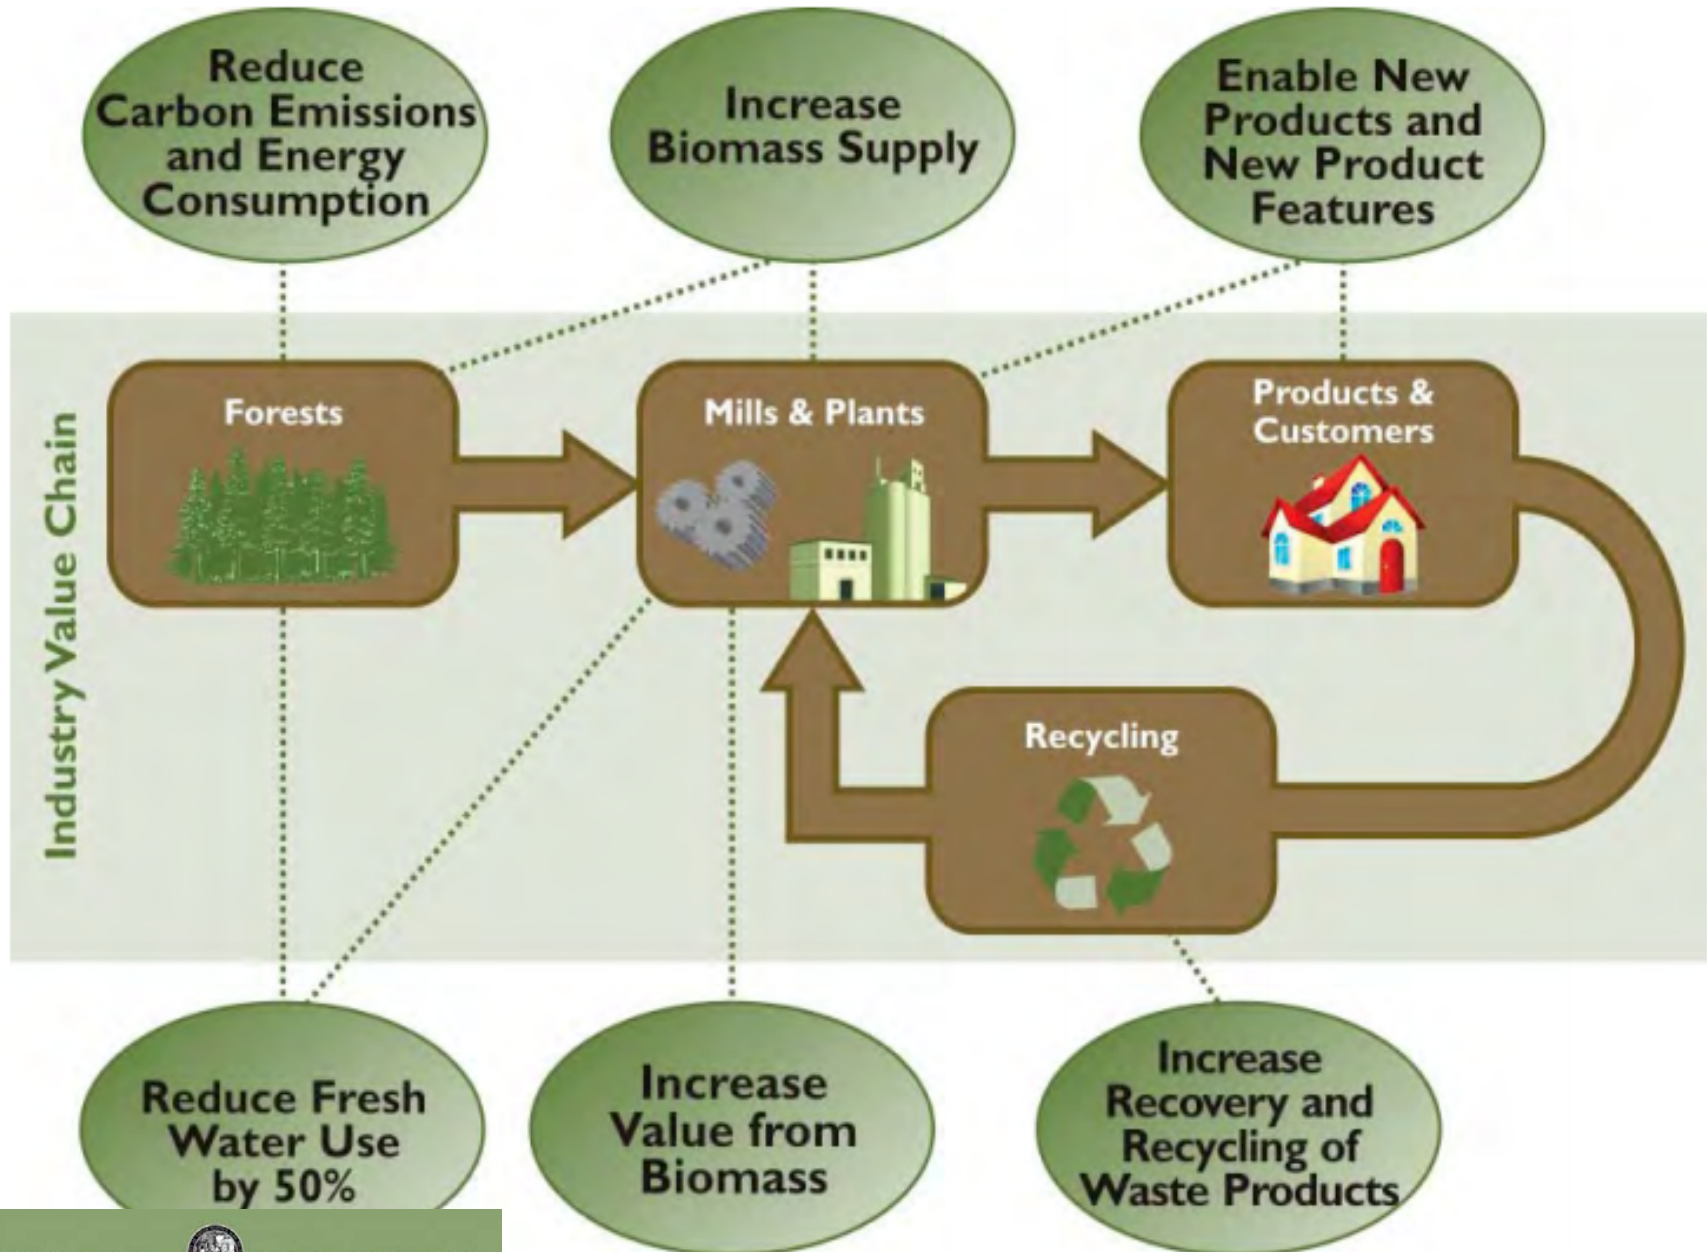 Reduce
Carbon Emissions
and Energy
Consumption
Increase
Biomass Supply
Enable New
Products and
New Product
Features
Industry Value Chain
Forests
Mills & Plants
Products &
Customers
Recycling
Reduce Fresh
Water Use
by 50%
Increase
Value from
Biomass
Increase
Recovery and
Recycling of
Waste Products